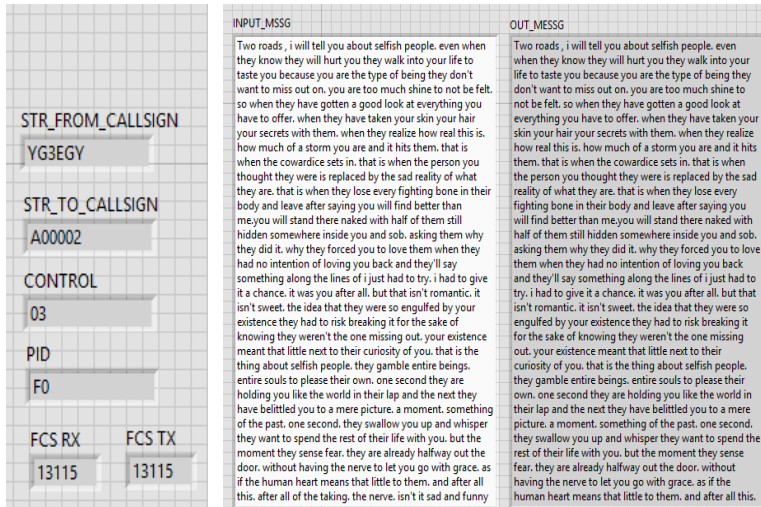 STR_FROM_CALLSIGN
YG3EGY
STR_TO_CALLSIGN
A00002
CONTROL
03
PID
F0
FCS RX
13115
FCS TX
13115
INPUT_MSSG
Two roads , i will tell you about selfish people. even when
they know they will hurt you they walk into your life to
taste you because you are the type of being they don't
want to miss out on. you are too much shine to not be felt.
so when they have gotten a good look at everything you
have to offer. when they have taken your skin your hair
your secrets with them. when they realize how real this is.
how much of a storm you are and it hits them. that is
when the cowardice sets in. that is when the person you
thought they were is replaced by the sad reality of what
they are. that is when they lose every fighting bone in their
body and leave after saying you will find better than
me.you will stand there naked with half of them still
hidden somewhere inside you and sob. asking them why
they did it. why they forced you to love them when they
had no intention of loving you back and they'll say
something along the lines of i just had to try. i had to give
it a chance. it was you after all. but that isn't romantic. it
isn't sweet. the idea that they were so engulfed by your
existence they had to risk breaking it for the sake of
knowing they weren't the one missing out. your existence
meant that little next to their curiosity of you. that is the
thing about selfish people. they gamble entire beings.
entire souls to please their own. one second they are
holding you like the world in their lap and the next they
have belittled you to a mere picture. a moment. something
of the past. one second. they swallow you up and whisper
they want to spend the rest of their life with you. but the
moment they sense fear. they are already halfway out the
door. without having the nerve to let you go with grace. as
if the human heart means that little to them. and after all
this. after all of the taking. the nerve. isn't it sad and funny
OUT_MESSG
Two roads , i will tell you about selfish people. even
when they know they will hurt you they walk into your
life to taste you because you are the type of being they
don't want to miss out on. you are too much shine to
not be felt. so when they have gotten a good look at
everything you have to offer. when they have taken your
skin your hair your secrets with them. when they realize
how real this is. how much of a storm you are and it hits
them. that is when the cowardice sets in. that is when
the person you thought they were is replaced by the sad
reality of what they are. that is when they lose every
fighting bone in their body and leave after saying you
will find better than me.you will stand there naked with
half of them still hidden somewhere inside you and sob.
asking them why they did it. why they forced you to love
them when they had no intention of loving you back
and they'll say something along the lines of i just had to
try. i had to give it a chance. it was you after all. but that
isn't romantic. it isn't sweet. the idea that they were so
engulfed by your existence they had to risk breaking it
for the sake of knowing they weren't the one missing
out. your existence meant that little next to their
curiosity of you. that is the thing about selfish people.
they gamble entire beings. entire souls to please their
own. one second they are holding you like the world in
their lap and the next they have belittled you to a mere
picture. a moment. something of the past. one second.
they swallow you up and whisper they want to spend the
rest of their life with you. but the moment they sense
fear. they are already halfway out the door. without
having the nerve to let you go with grace. as if the
human heart means that little to them. and after all this.